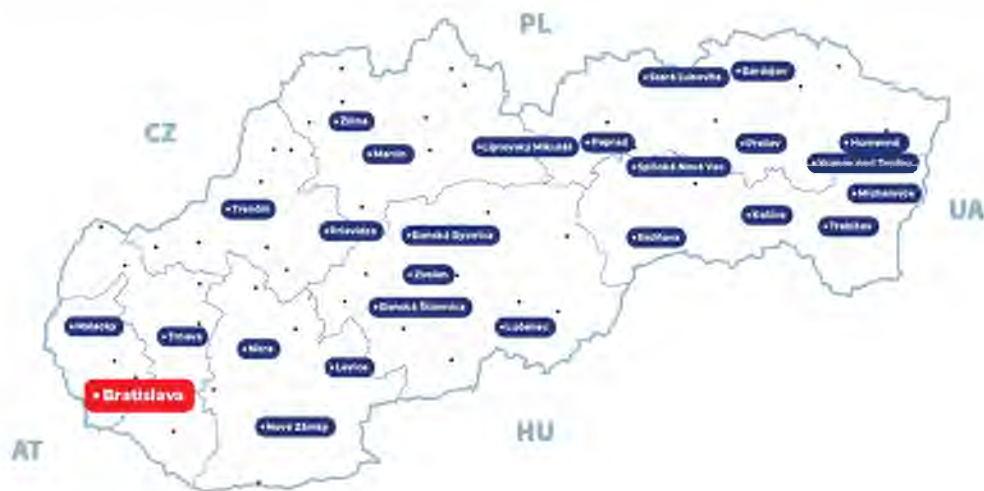 PL
Stará Ľubovňa
Bardejov
CZ
Žilina
Martin
Liptovský Mikuláš
Poprad
Prešov
Humenné
Spišská Nová Ves
Michalovce
Trenčín
UA
Košice
Trebišov
Prievidza
Banská Bystrica
Rožňava
Zvolen
Banská Štiavnica
Malacky
Trnava
Nitra
Lučenec
Levice
Bratislava
Nové Zámky
HU
AT